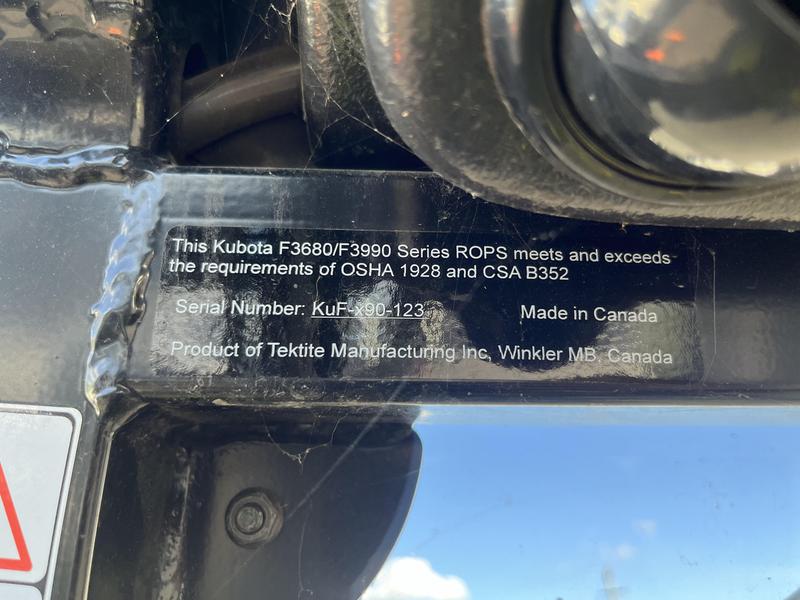 This Kubota F3680/F3990 Series ROPS meets and exceeds
the requirements of OSHA 1928 and CSA B352
Serial Number: KuF-x90-123 Made in Canada
Product of Tektite Manufacturing Inc, Winkler MB, Canada